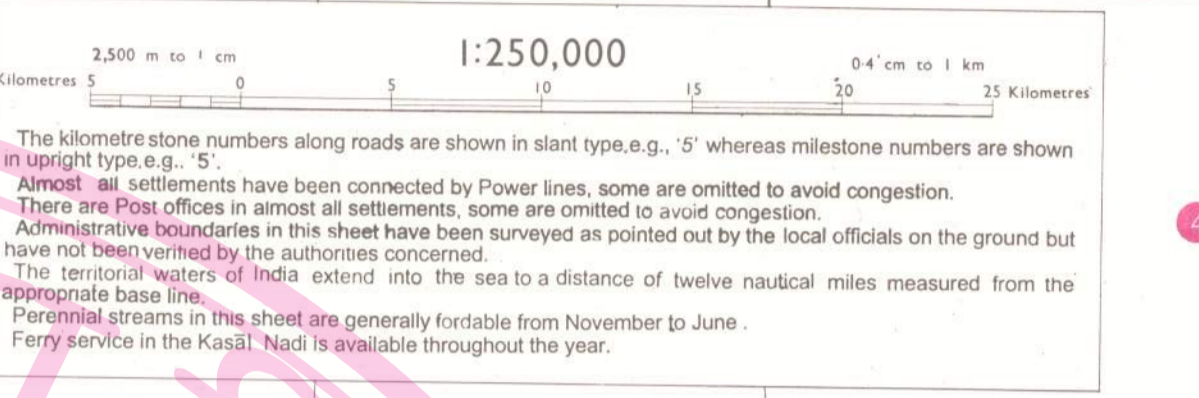 2,500 m to 1 cm
1:250,000
0·4 cm to 1 km
Kilometres 5 0 5 10 15 20 25 Kilometres
The kilometre stone numbers along roads are shown in slant type,e.g., '5' whereas milestone numbers are shown
in upright type,e.g.. '5'.
Almost all settlements have been connected by Power lines, some are omitted to avoid congestion.
There are Post offices in almost all settlements, some are omitted to avoid congestion.
Administrative boundaries in this sheet have been surveyed as pointed out by the local officials on the ground but
have not been verified by the authorities concerned.
The territorial waters of India extend into the sea to a distance of twelve nautical miles measured from the
appropriate base line.
Perennial streams in this sheet are generally fordable from November to June .
Ferry service in the Kasāl Nadi is available throughout the year.